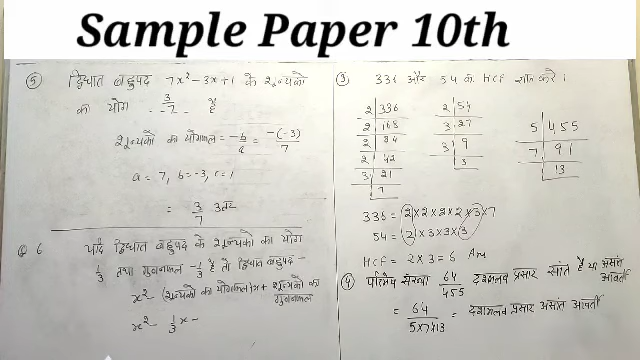 Sample Paper 10th
⑤ द्विघात बहुपद 7x² - 3x + 1 के शून्यको
का योग 3/7 है
शून्यको का योगफल = -b/a = -(-3)/7
a = 7, b = -3, c = 1
= 3/7
Q 6 यदि द्विघात बहुपद के शून्यको का योग
1/3 तथा गुणनफल -1/3 है तो द्विघात बहुपद -
x² - (शून्यको का योगफल)x + शून्यको का
गुणनफल
x² - 1/3 x -
③ 336 और 54 का HCF ज्ञात करे।
2 | 336
2 | 168
2 | 84
2 | 42
3 | 21
7
2 | 54
3 | 27
3 | 9
3
5 | 455
7 | 91
13
336 = 2×2×2×2×3×7
54 = 2×3×3×3
HCF = 2×3 = 6 Ans
④ परिमेय संख्या 64/455 दशमलव प्रसार सांत है या असांत
आवर्ती
= 64/5×7×13 = दशमलव प्रसार असांत आवर्ती